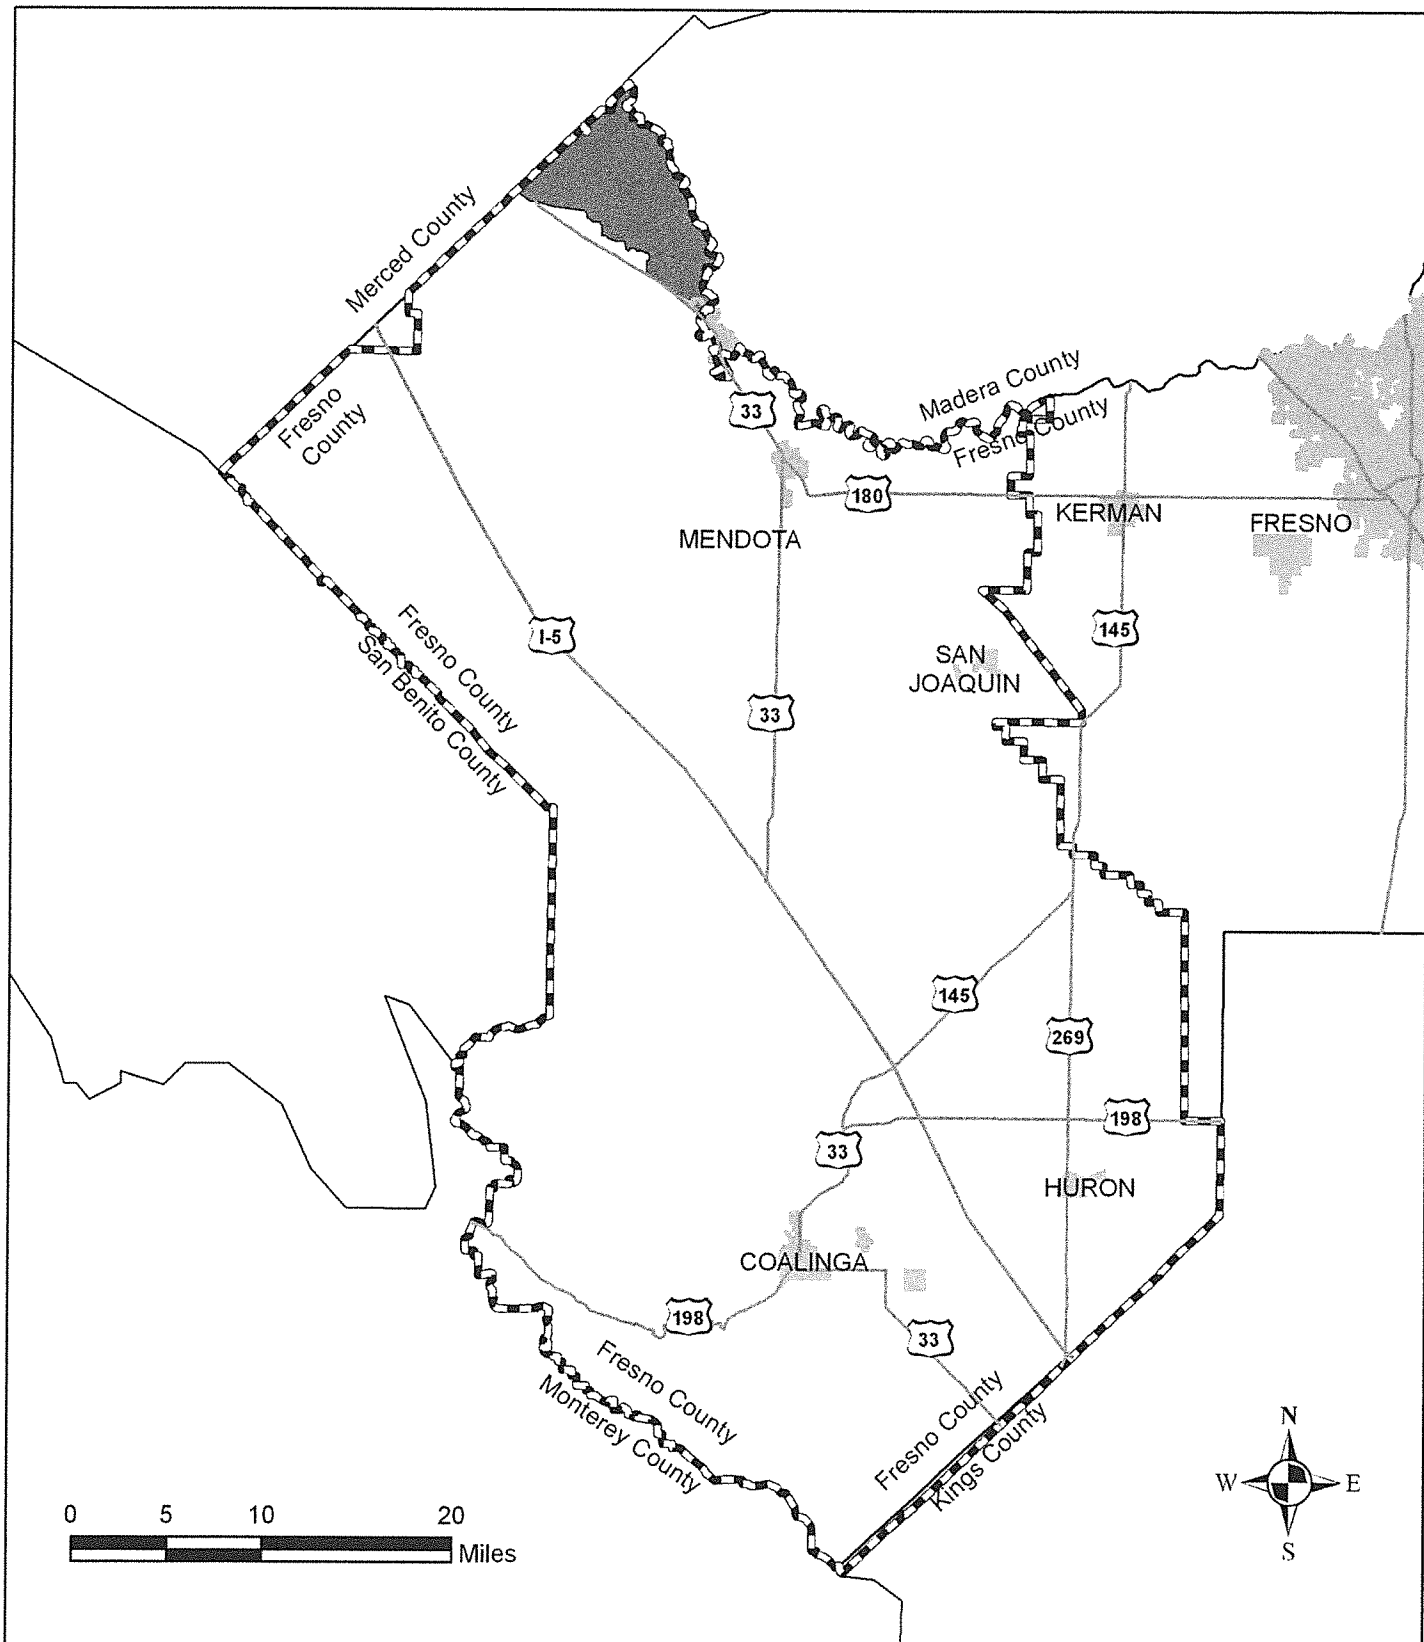 Merced County
Fresno
County
Madera County
Fresno County
33
180
MENDOTA
KERMAN
FRESNO
Fresno County
San Benito County
I-5
145
SAN
JOAQUIN
33
145
269
198
33
HURON
COALINGA
198
33
Fresno County
Monterey County
Fresno County
Kings County
N
W
E
S
0
5
10
20
Miles